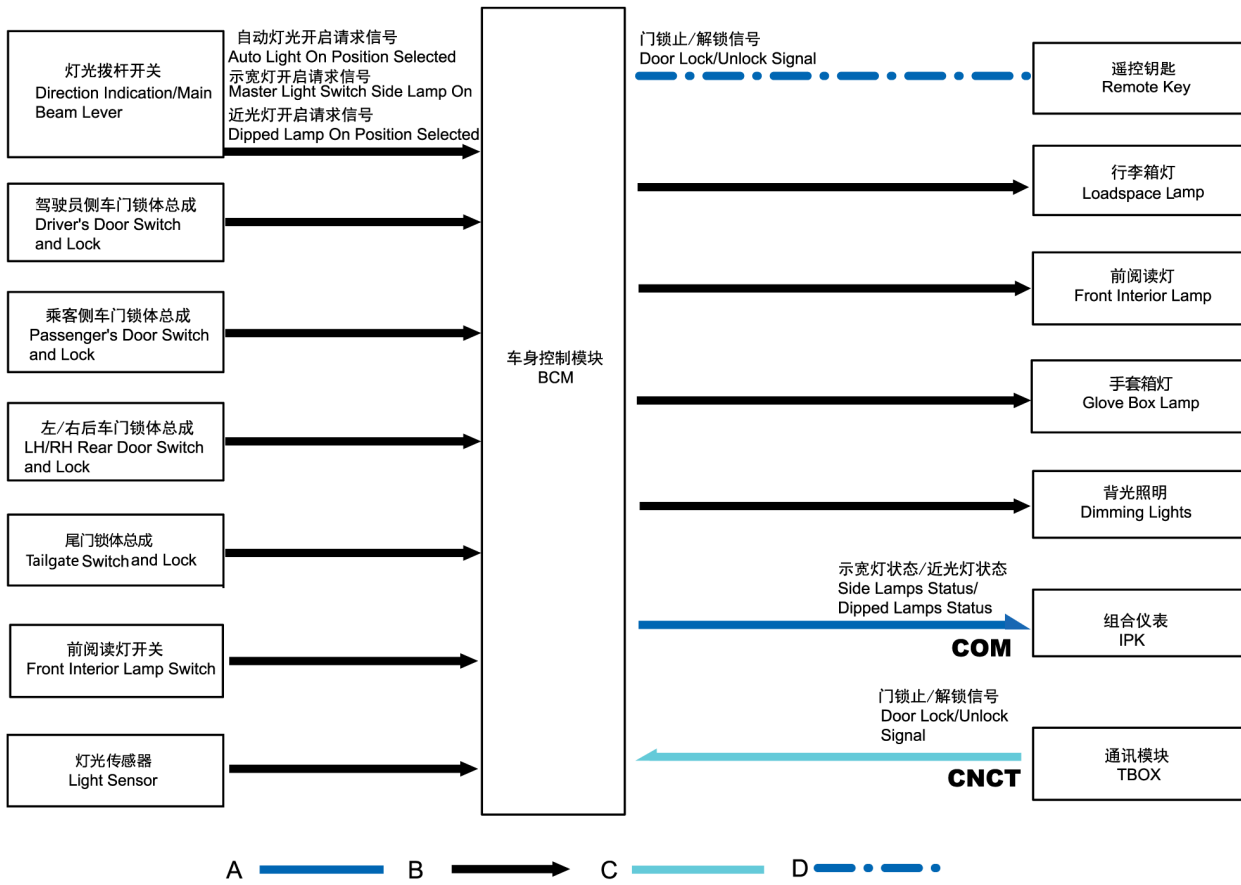 灯光拨杆开关
Direction Indication/Main
Beam Lever
自动灯光开启请求信号
Auto Light On Position Selected
示宽灯开启请求信号
Master Light Switch Side Lamp On
近光灯开启请求信号
Dipped Lamp On Position Selected
驾驶员侧车门锁体总成
Driver's Door Switch
and Lock
乘客侧车门锁体总成
Passenger's Door Switch
and Lock
左/右后车门锁体总成
LH/RH Rear Door Switch
and Lock
尾门锁体总成
Tailgate Switch and Lock
前阅读灯开关
Front Interior Lamp Switch
灯光传感器
Light Sensor
车身控制模块
BCM
门锁止/解锁信号
Door Lock/Unlock Signal
遥控钥匙
Remote Key
行李箱灯
Loadspace Lamp
前阅读灯
Front Interior Lamp
手套箱灯
Glove Box Lamp
背光照明
Dimming Lights
示宽灯状态/近光灯状态
Side Lamps Status/
Dipped Lamps Status
COM
组合仪表
IPK
门锁止/解锁信号
Door Lock/Unlock
Signal
CNCT
通讯模块
TBOX
A B C D